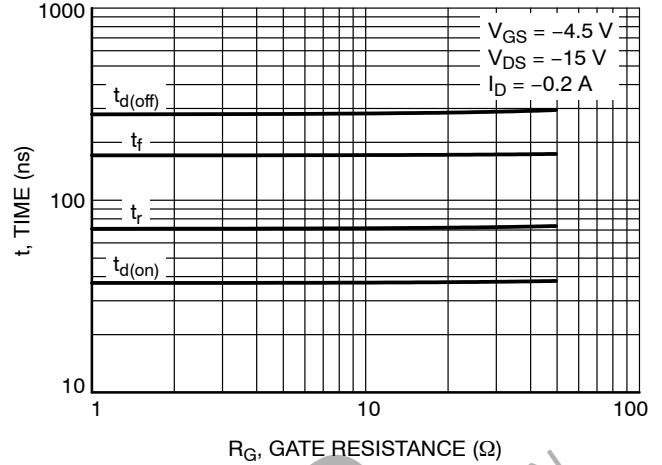 1000
V_GS = −4.5 V
V_DS = −15 V
I_D = −0.2 A
t_d(off)
t_f
t, TIME (ns)
100
t_r
t_d(on)
10
1
10
100
R_G, GATE RESISTANCE (Ω)